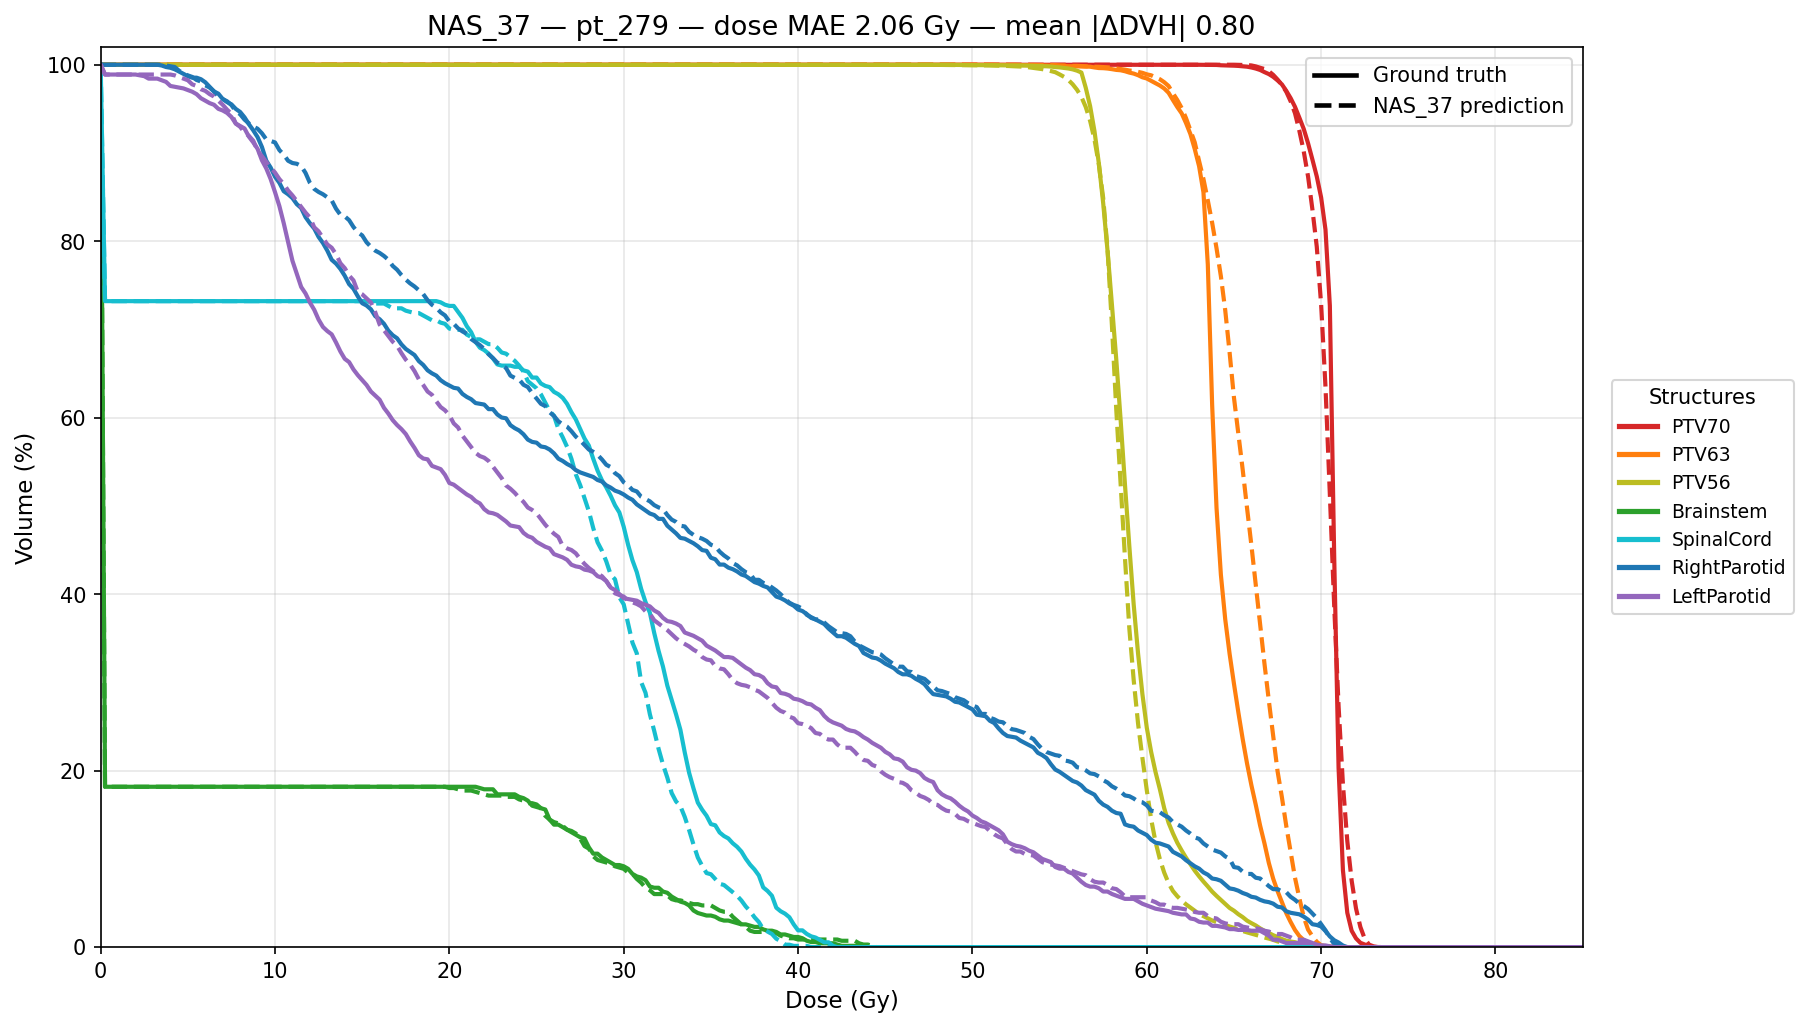 NAS_37 — pt_279 — dose MAE 2.06 Gy — mean |ΔDVH| 0.80
Ground truth
NAS_37 prediction
Volume (%)
100
80
60
40
20
0
0 10 20 30 40 50 60 70 80
Dose (Gy)
Structures
PTV70
PTV63
PTV56
Brainstem
SpinalCord
RightParotid
LeftParotid